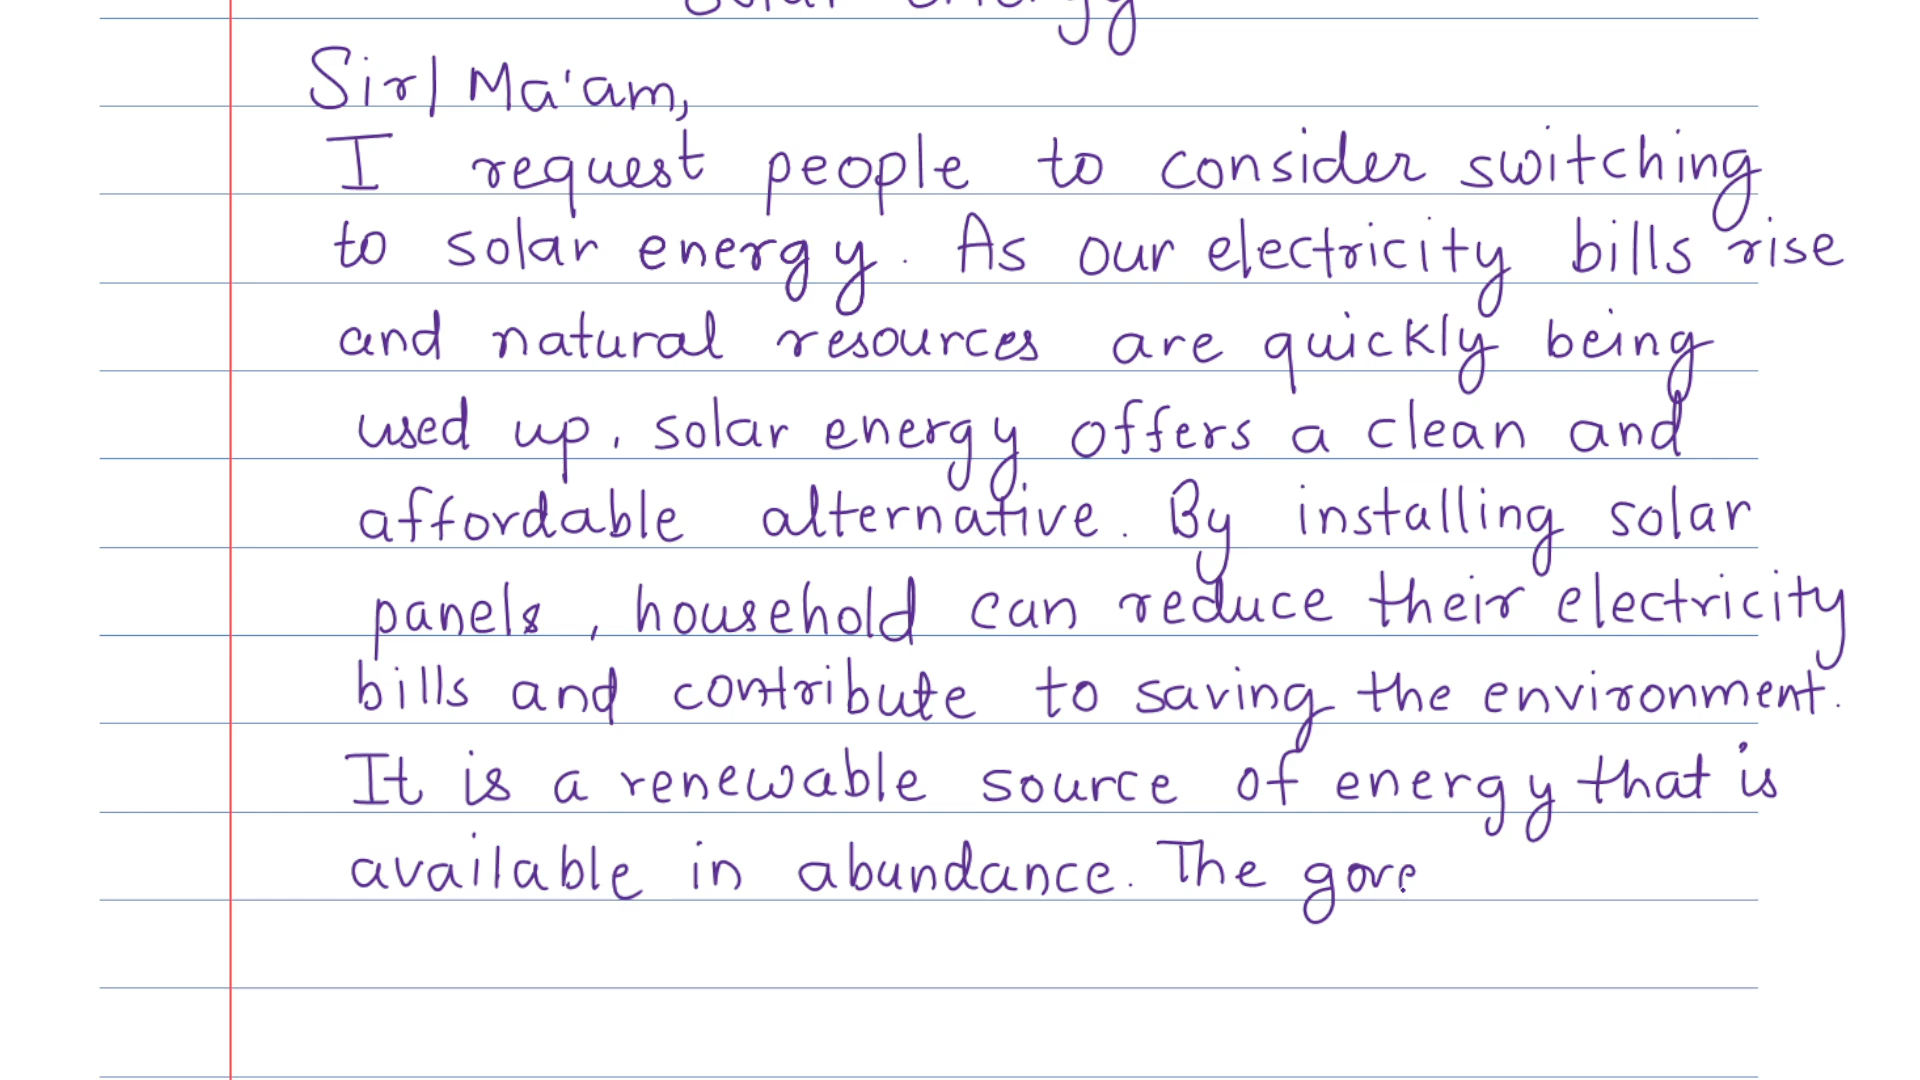 solar energy
Sir/ Ma'am,
I request people to consider switching
to solar energy. As our electricity bills rise
and natural resources are quickly being
used up, solar energy offers a clean and
affordable alternative. By installing solar
panels, household can reduce their electricity
bills and contribute to saving the environment.
It is a renewable source of energy that is
available in abundance. The gove